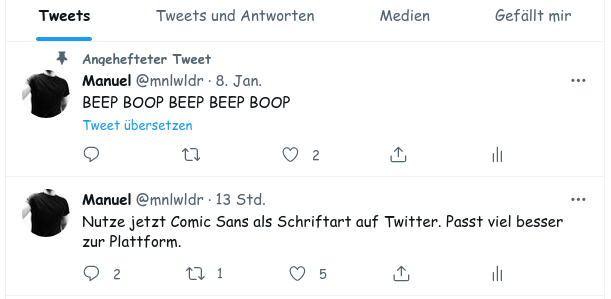 Tweets Tweets und Antworten Medien Gefällt mir
Angehefteter Tweet
Manuel @mnlwldr · 8. Jan.
BEEP BOOP BEEP BEEP BOOP
Tweet übersetzen
2
Manuel @mnlwldr · 13 Std.
Nutze jetzt Comic Sans als Schriftart auf Twitter. Passt viel besser
zur Plattform.
2 1 5